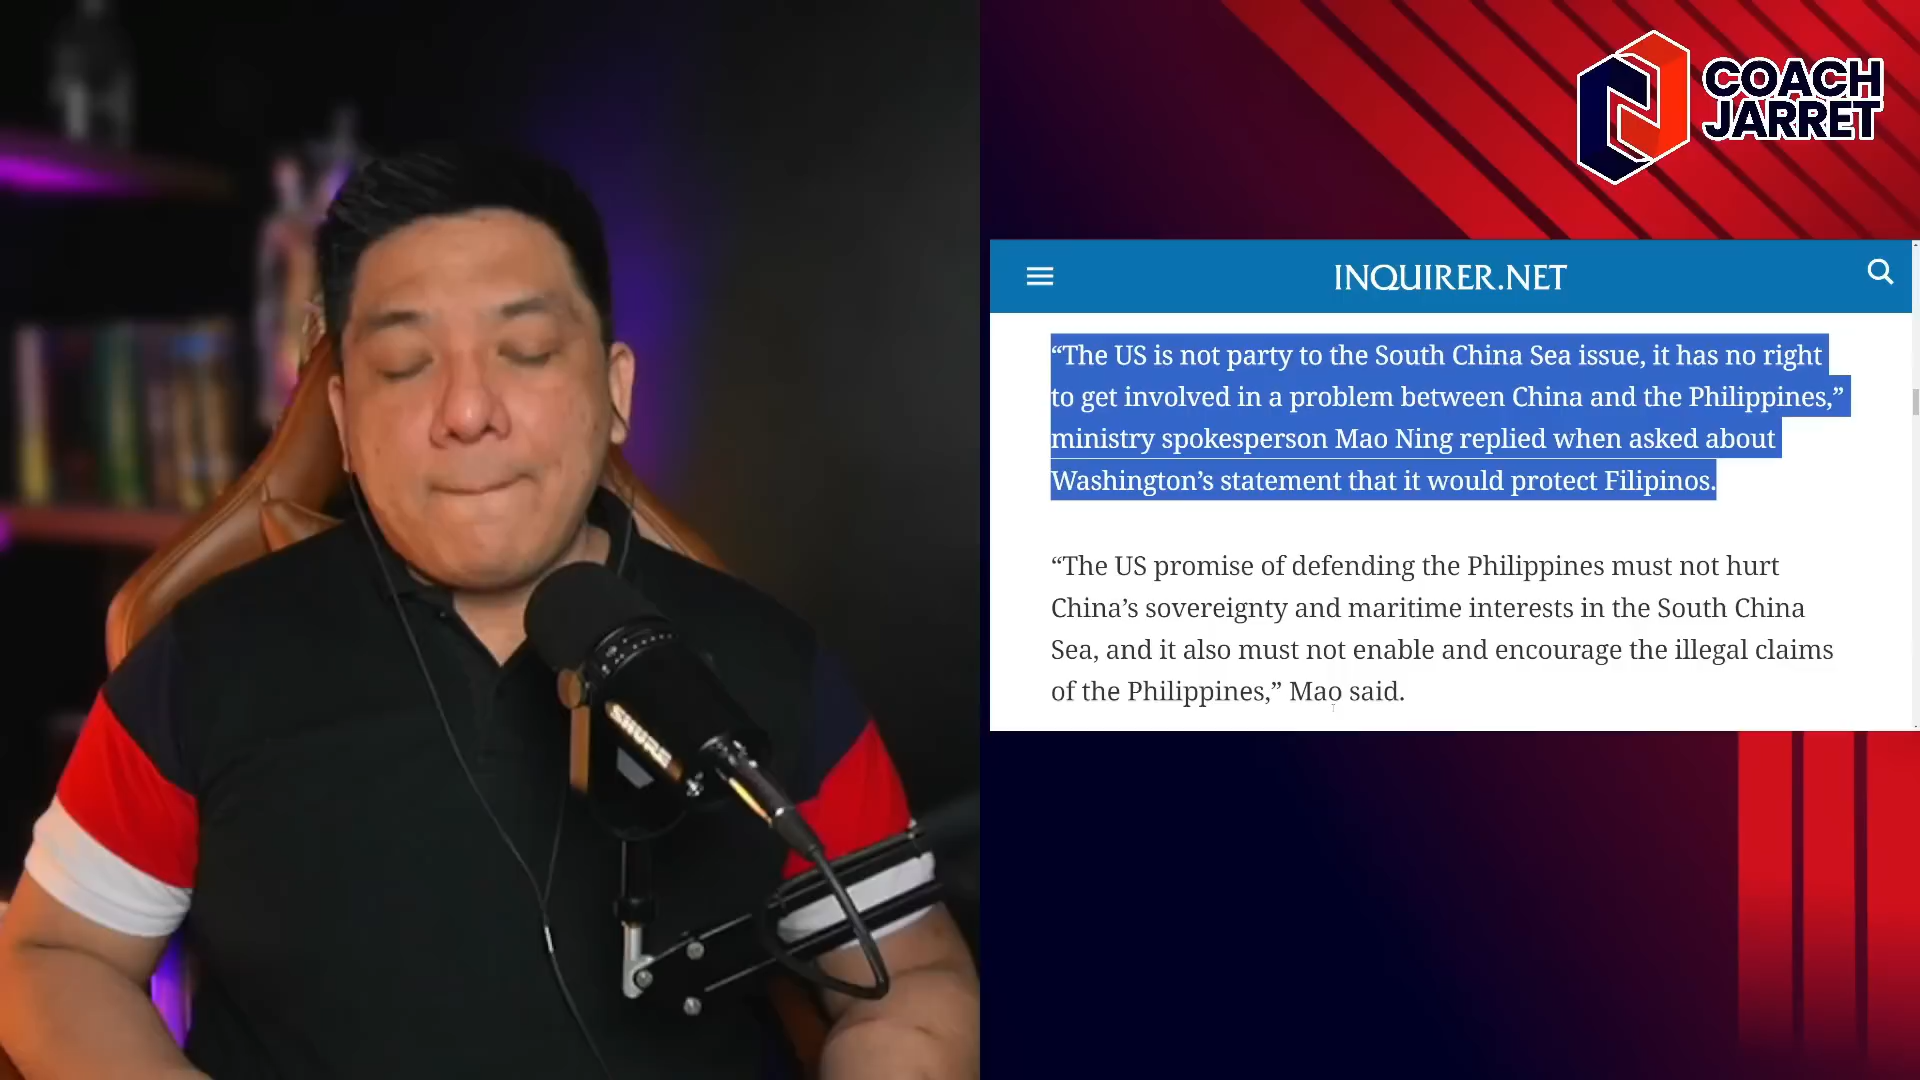 COACH
JARRET
INQUIRER.NET
“The US is not party to the South China Sea issue, it has no right
to get involved in a problem between China and the Philippines,”
ministry spokesperson Mao Ning replied when asked about
Washington’s statement that it would protect Filipinos.
“The US promise of defending the Philippines must not hurt
China’s sovereignty and maritime interests in the South China
Sea, and it also must not enable and encourage the illegal claims
of the Philippines,” Mao said.
SHURE